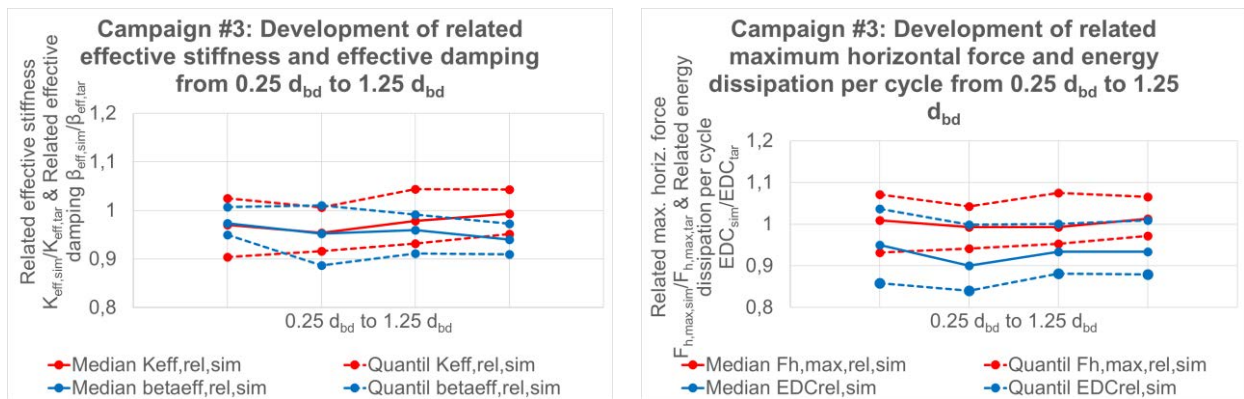 Campaign #3: Development of related
effective stiffness and effective damping
from 0.25 dbd to 1.25 dbd
Related effective stiffness
Keff,sim/Keff,tar & Related effective
damping βeff,sim/βeff,tar
1,2
1,1
1
0,9
0,8
0.25 dbd to 1.25 dbd
Median Keff,rel,sim
Quantil Keff,rel,sim
Median betaeff,rel,sim
Quantil betaeff,rel,sim
Campaign #3: Development of related
maximum horizontal force and energy
dissipation per cycle from 0.25 dbd to 1.25
dbd
Related max. horiz. force
Fh,max,sim/Fh,max,tar & Related energy
dissipation per cycle
EDCsim/EDCtar
1,2
1,1
1
0,9
0,8
0.25 dbd to 1.25 dbd
Median Fh,max,rel,sim
Quantil Fh,max,rel,sim
Median EDCrel,sim
Quantil EDCrel,sim